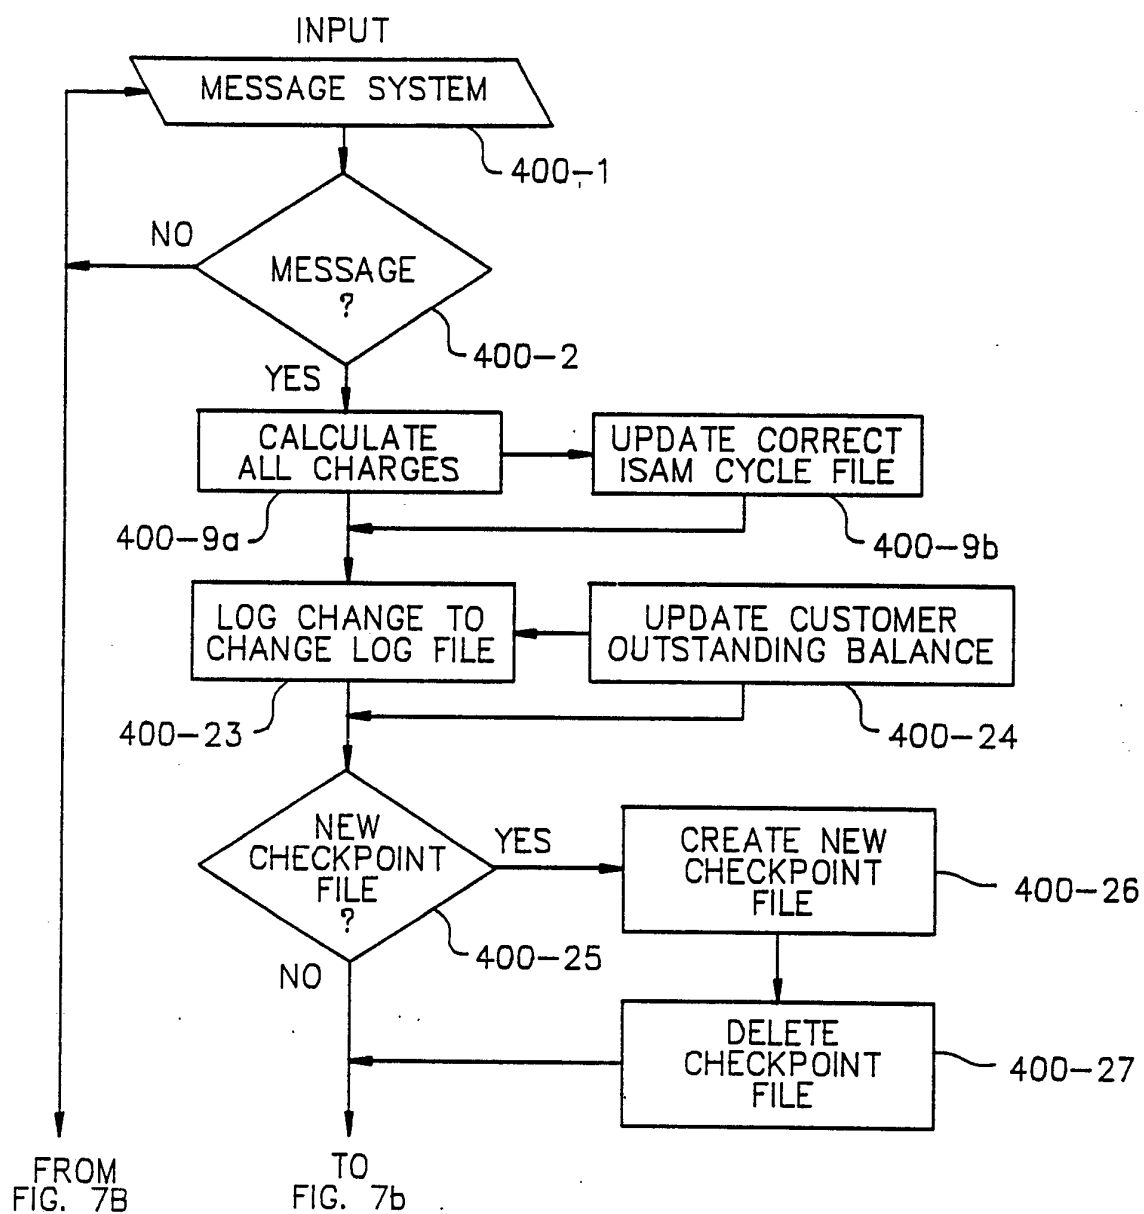 INPUT
MESSAGE SYSTEM
400-1
NO
MESSAGE
?
400-2
YES
CALCULATE
ALL CHARGES
UPDATE CORRECT
ISAM CYCLE FILE
400-9a
400-9b
LOG CHANGE TO
CHANGE LOG FILE
UPDATE CUSTOMER
OUTSTANDING BALANCE
400-23
400-24
NEW
CHECKPOINT
FILE
?
YES
CREATE NEW
CHECKPOINT
FILE
400-26
400-25
NO
DELETE
CHECKPOINT
FILE
400-27
FROM
FIG. 7B
TO
FIG. 7b